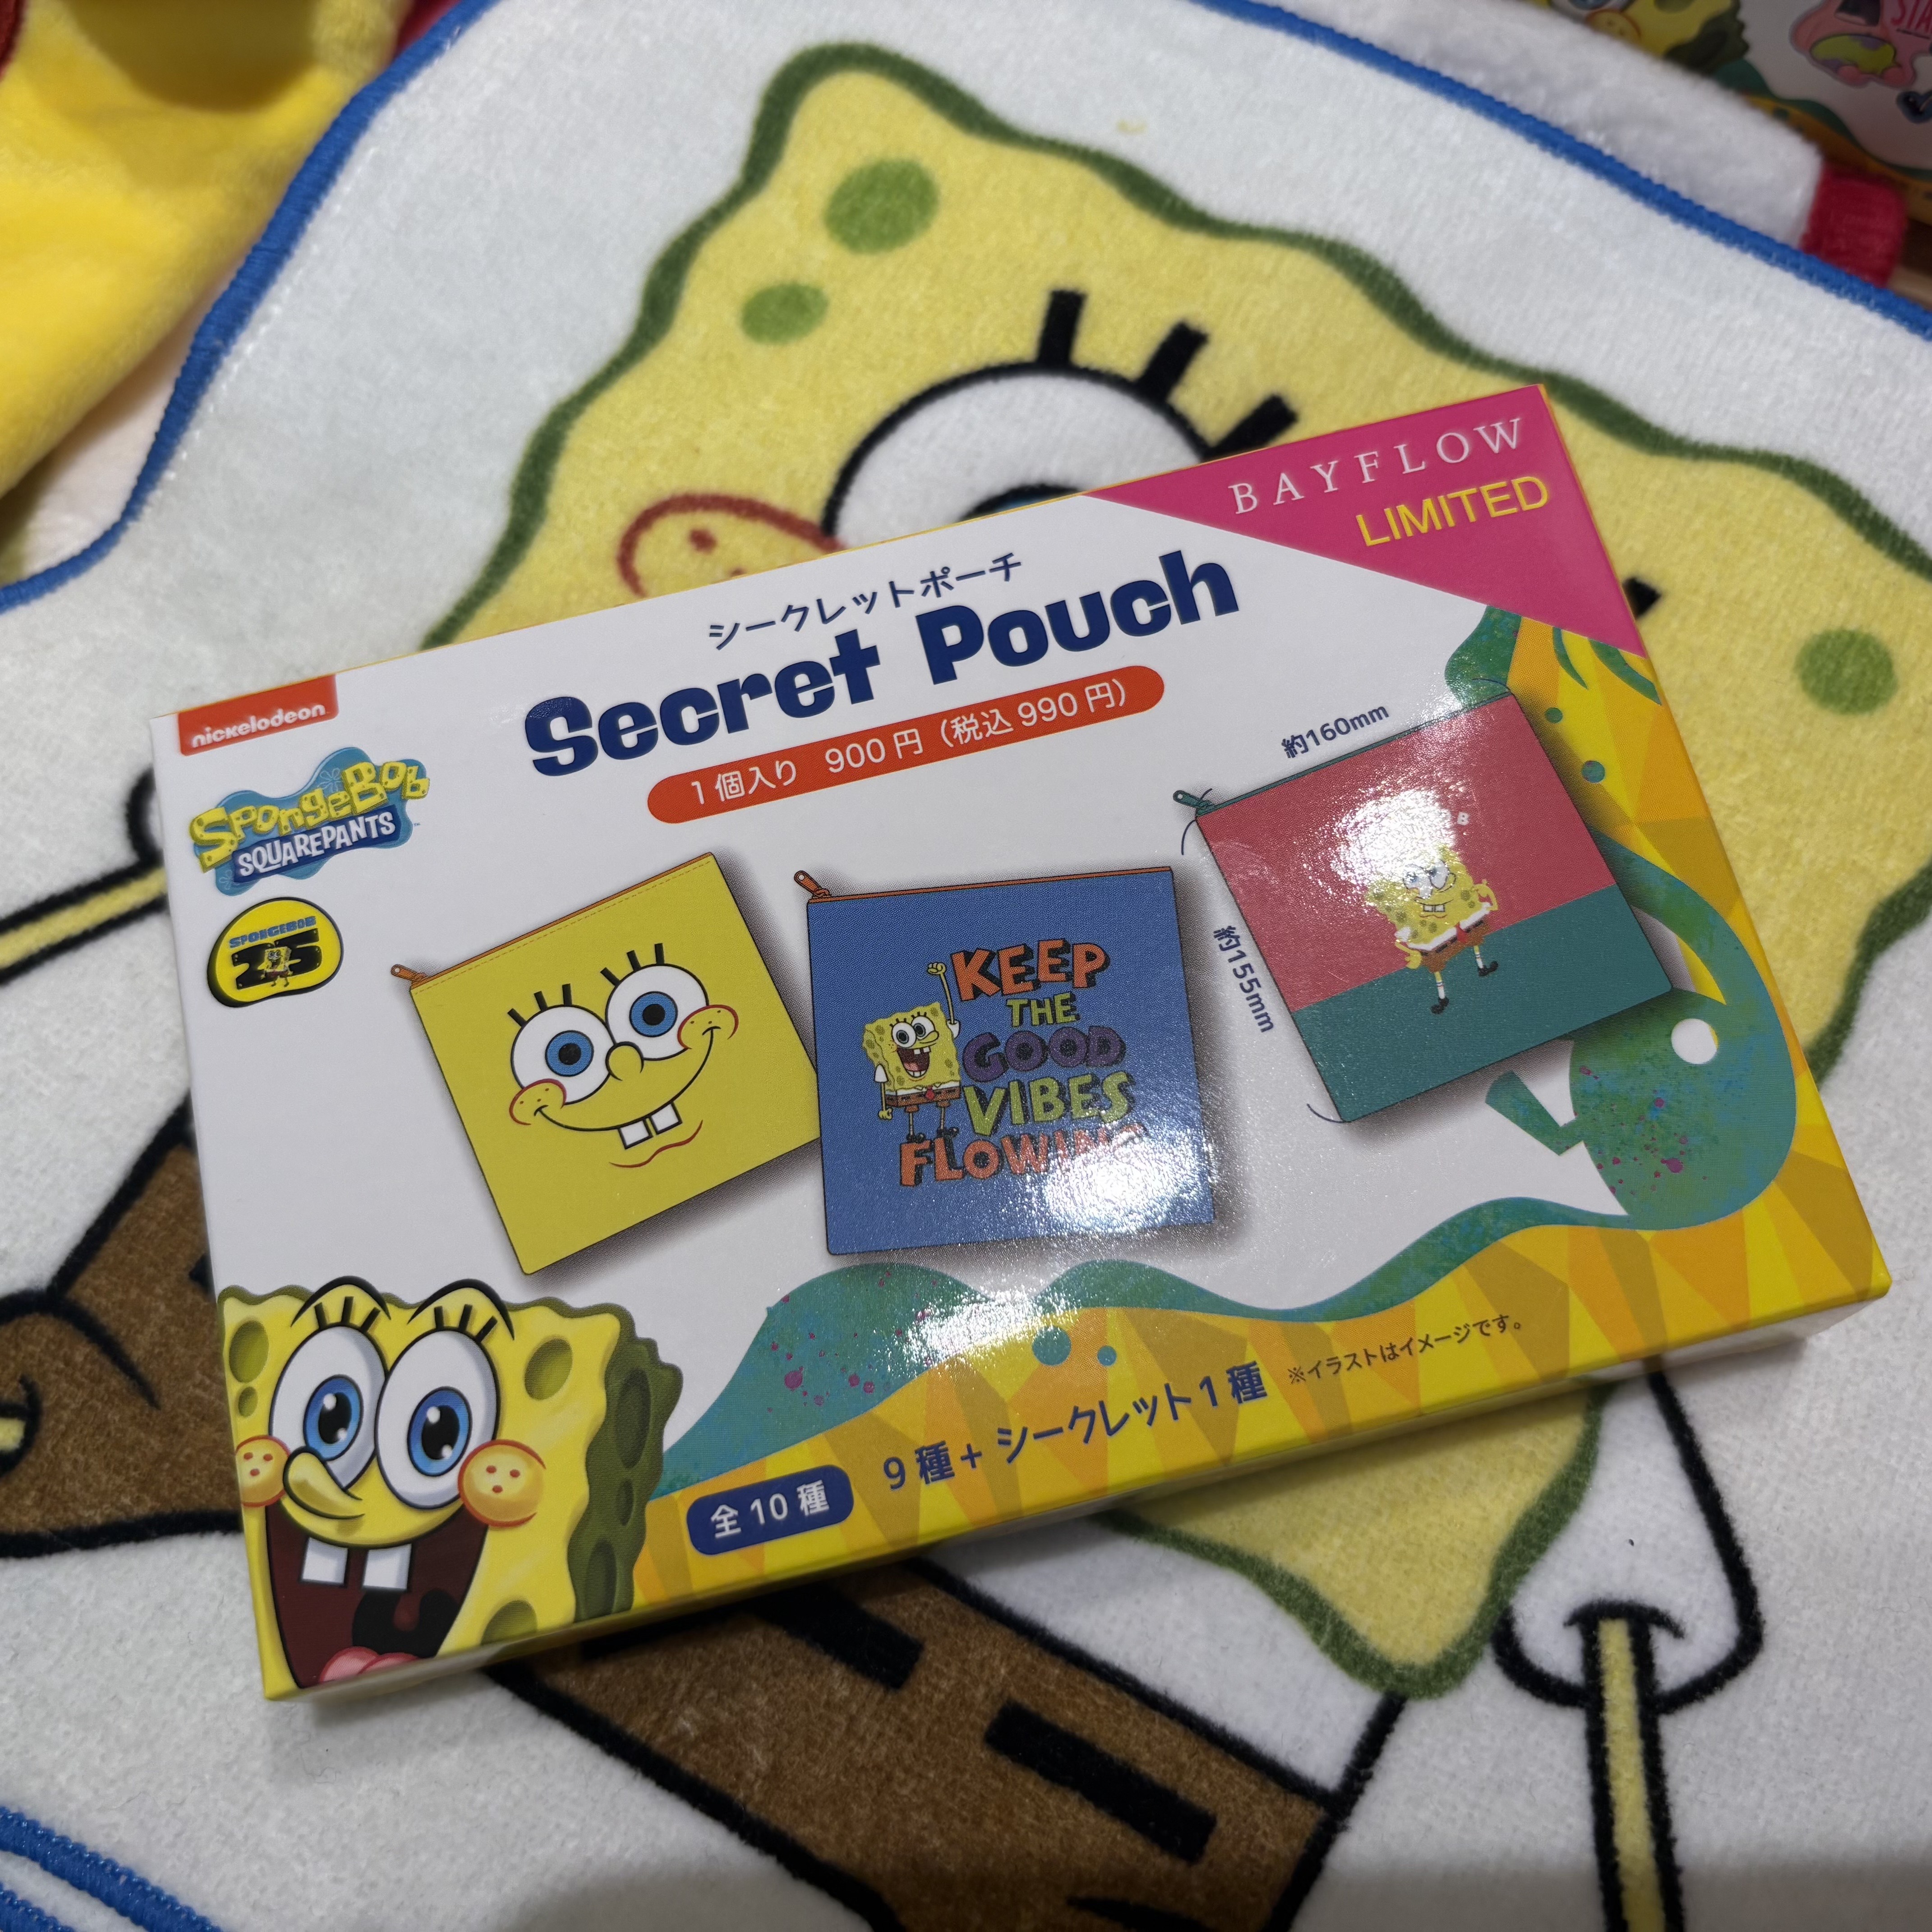 BAYFLOW
LIMITED
シークレットポーチ
Secret Pouch
1個入り 900円（税込990円）
nickelodeon
SpongeBob
SQUAREPANTS
SPONGEBOB
25
約160mm
約155mm
KEEP
THE
GOOD
VIBES
FLOWING
全10種
9種+シークレット1種
※イラストはイメージです。